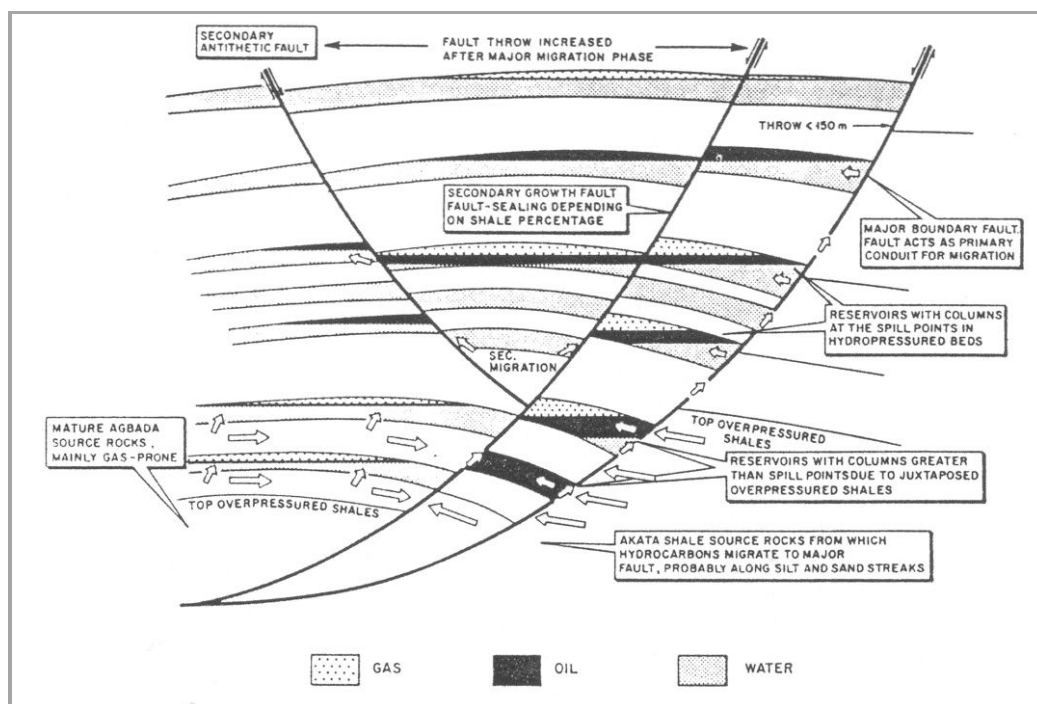 SECONDARY
ANTITHETIC FAULT
FAULT THROW INCREASED
AFTER MAJOR MIGRATION PHASE
THROW <150 m
SECONDARY GROWTH FAULT
FAULT-SEALING DEPENDING
ON SHALE PERCENTAGE
MAJOR BOUNDARY FAULT.
FAULT ACTS AS PRIMARY
CONDUIT FOR MIGRATION
RESERVOIRS WITH COLUMNS
AT THE SPILL POINTS IN
HYDROPRESSURED BEDS
SEC.
MIGRATION
MATURE AGBADA
SOURCE ROCKS,
MAINLY GAS-PRONE
TOP OVERPRESSURED SHALES
TOP OVERPRESSURED
SHALES
RESERVOIRS WITH COLUMNS GREATER
THAN SPILL POINTSDUE TO JUXTAPOSED
OVERPRESSURED SHALES
AKATA SHALE SOURCE ROCKS FROM WHICH
HYDROCARBONS MIGRATE TO MAJOR
FAULT, PROBABLY ALONG SILT AND SAND STREAKS
GAS
OIL
WATER